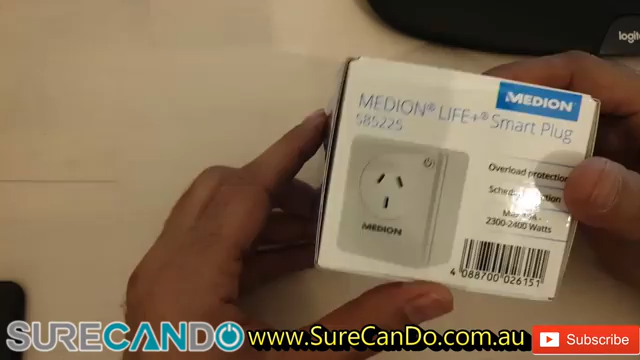 logi
MEDION
MEDION® LIFE+® Smart Plug
S85225
Overload protection
MEDION
2300-2400 Watts
4 088700 026151
SURECANDO
www.SureCanDo.com.au
Subscribe